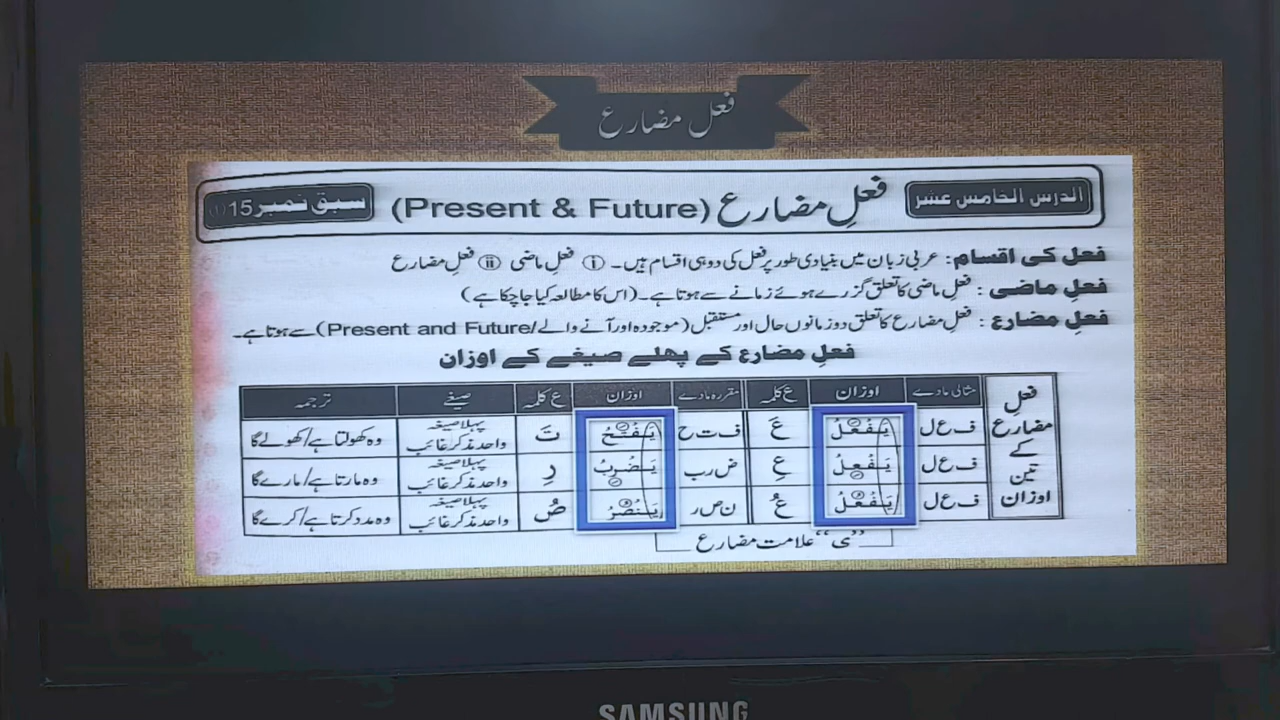 فعل مضارع
الدرس الخامس عشر فعلِ مضارع (Present & Future) سبق نمبر 15 (۱)
فعل کی اقسام: عربی زبان میں بنیادی طور پر فعل کی دو ہی اقسام ہیں۔ i فعلِ ماضی ii فعلِ مضارع
فعلِ ماضی: فعلِ ماضی کا تعلق گزرے ہوئے زمانے سے ہوتا ہے۔ (اس کا مطالعہ کیا جا چکا ہے)
فعلِ مضارع: فعلِ مضارع کا تعلق دو زمانوں حال اور مستقبل (موجودہ اور آنے والے/Present and Future) سے ہوتا ہے۔
فعلِ مضارع کے پہلے صیغے کے اوزان
فعلِ مضارع کے تین اوزان
مثالی مادے اوزان ع کلمہ مقررہ مادے اوزان ع کلمہ صیغے ترجمہ
ف ع ل يَفْعَلُ عَ ف ت ح يَفْتَحُ تَ پہلا صیغہ واحد مذکر غائب وہ کھولتا ہے/کھولے گا
ف ع ل يَفْعِلُ عِ ض ر ب يَضْرِبُ رِ پہلا صیغہ واحد مذکر غائب وہ مارتا ہے/مارے گا
ف ع ل يَفْعُلُ عُ ن ص ر يَنْصُرُ صُ پہلا صیغہ واحد مذکر غائب وہ مدد کرتا ہے/کرے گا
”ی“ علامت مضارع
SAMSUNG